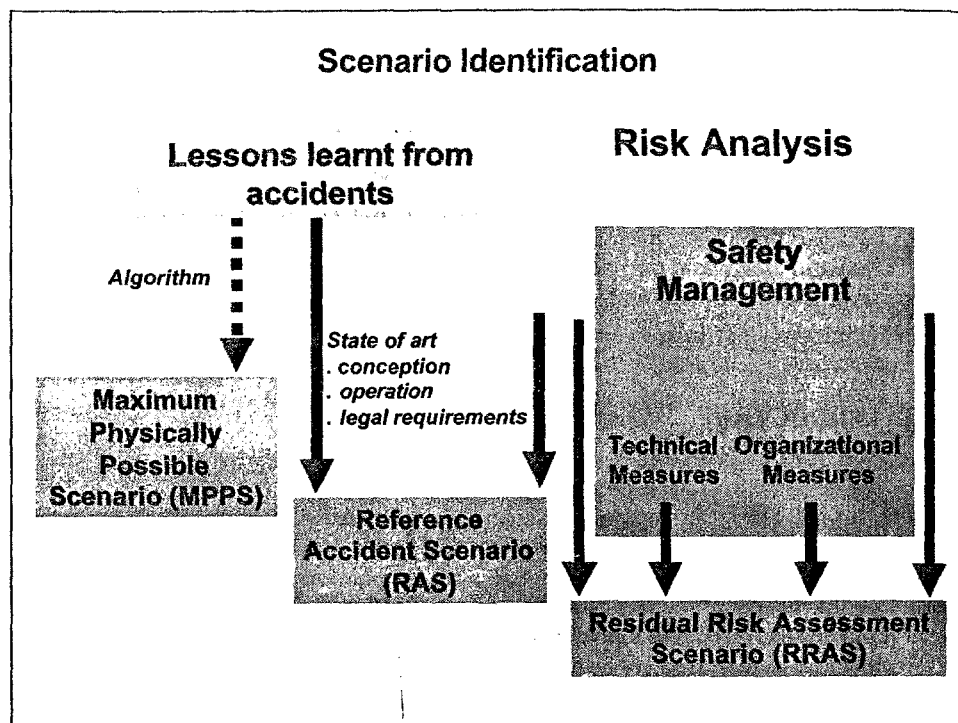 Scenario Identification
Lessons learnt from
accidents
Risk Analysis
Algorithm
State of art
. conception
. operation
. legal requirements
Maximum
Physically
Possible
Scenario (MPPS)
Reference
Accident Scenario
(RAS)
Safety
Management
Technical
Measures
Organizational
Measures
Residual Risk Assessment
Scenario (RRAS)